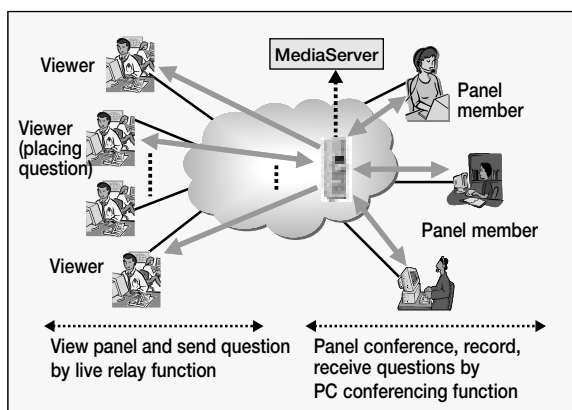 MediaServer
Viewer
Panel
member
Viewer
(placing
question)
Panel member
Viewer
View panel and send question
by live relay function
Panel conference, record,
receive questions by
PC conferencing function